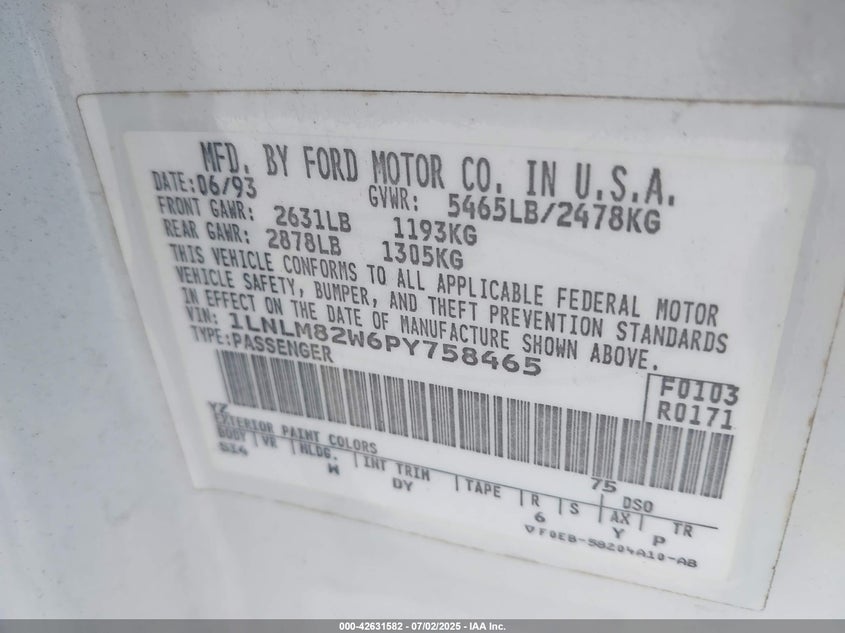 MFD. BY FORD MOTOR CO. IN U.S.A.
DATE: 06/93 GVWR: 5465LB/2478KG
FRONT GAWR: 2631LB 1193KG
REAR GAWR: 2878LB 1305KG
THIS VEHICLE CONFORMS TO ALL APPLICABLE FEDERAL MOTOR
VEHICLE SAFETY, BUMPER, AND THEFT PREVENTION STANDARDS
IN EFFECT ON THE DATE OF MANUFACTURE SHOWN ABOVE.
VIN: 1LNLM82W6PY758465
TYPE: PASSENGER
F0103
R0171
YZ 75
EXTERIOR PAINT COLORS DSO
BODY | VR | MLDG. | INT TRIM | TAPE | R | S | AX | TR
SI4 W DY 6 Y P
▽F0EB-58204A10-AB
000-42631582 - 07/02/2025 - IAA Inc.